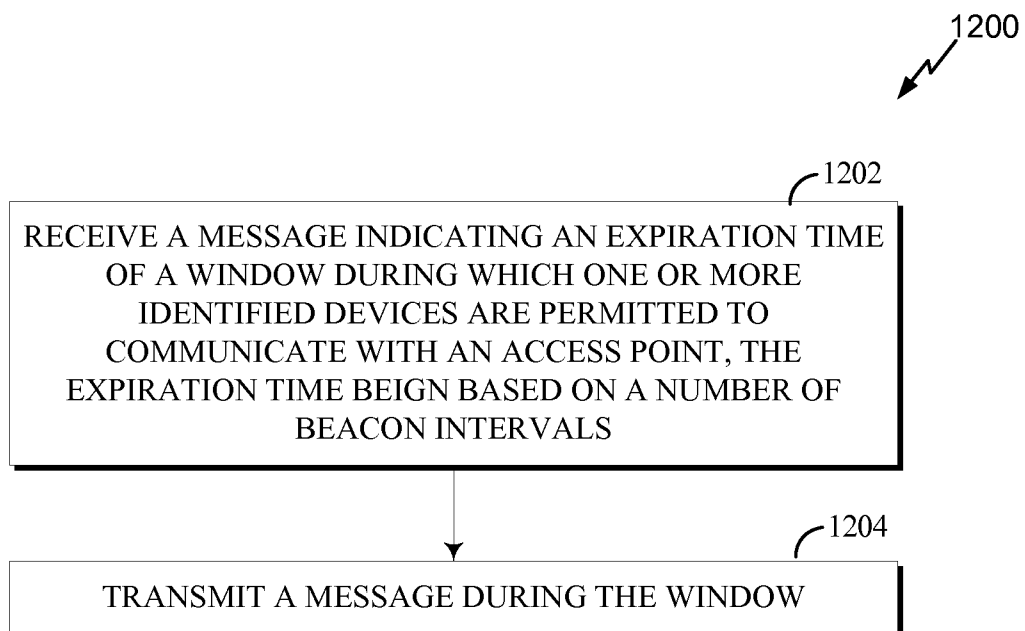 1200
1202
RECEIVE A MESSAGE INDICATING AN EXPIRATION TIME
OF A WINDOW DURING WHICH ONE OR MORE
IDENTIFIED DEVICES ARE PERMITTED TO
COMMUNICATE WITH AN ACCESS POINT, THE
EXPIRATION TIME BEIGN BASED ON A NUMBER OF
BEACON INTERVALS
1204
TRANSMIT A MESSAGE DURING THE WINDOW